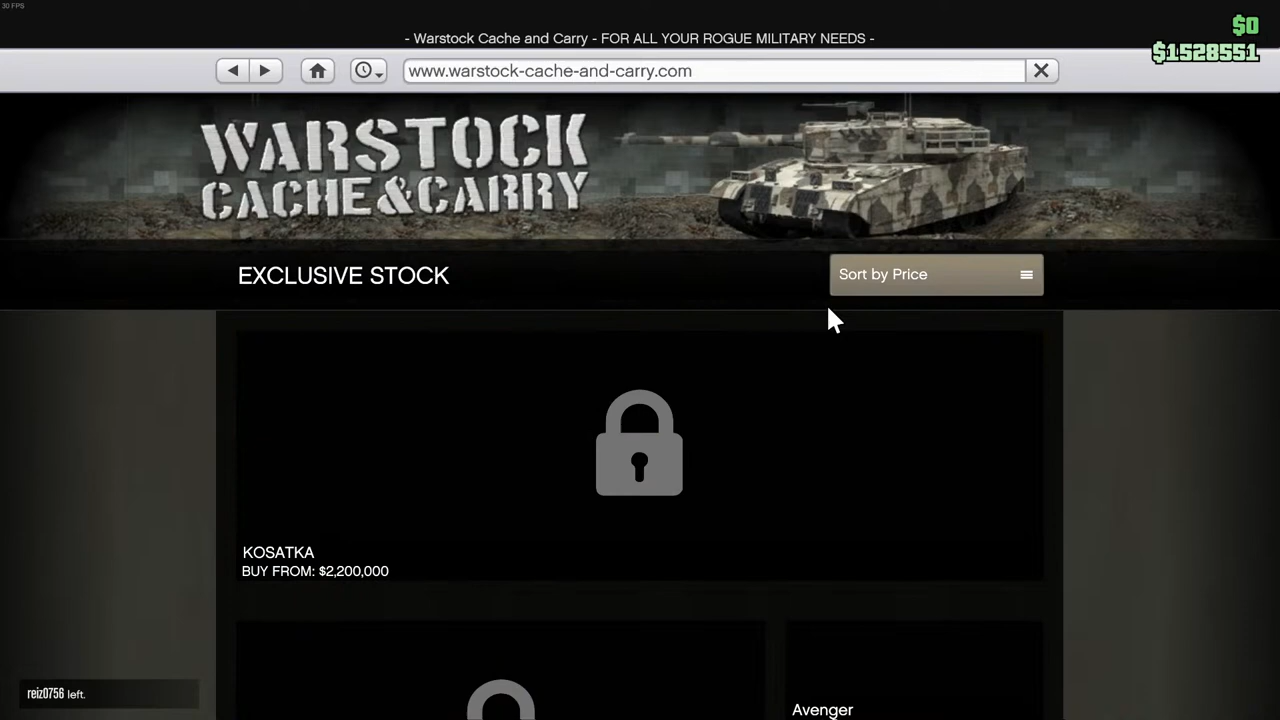 30 FPS
$0
- Warstock Cache and Carry - FOR ALL YOUR ROGUE MILITARY NEEDS -
$1528551
www.warstock-cache-and-carry.com
WARSTOCK
CACHE & CARRY
EXCLUSIVE STOCK
Sort by Price
KOSATKA
BUY FROM: $2,200,000
reiz0756 left.
Avenger